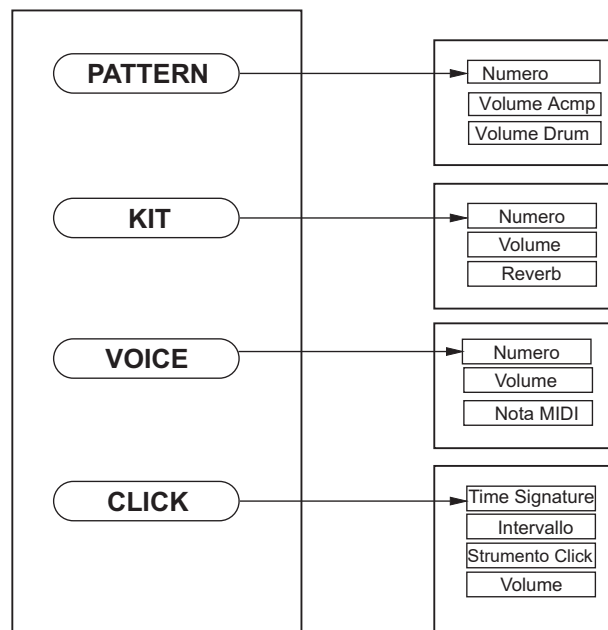 PATTERN
Numero
Volume Acmp
Volume Drum
KIT
Numero
Volume
Reverb
VOICE
Numero
Volume
Nota MIDI
CLICK
Time Signature
Intervallo
Strumento Click
Volume